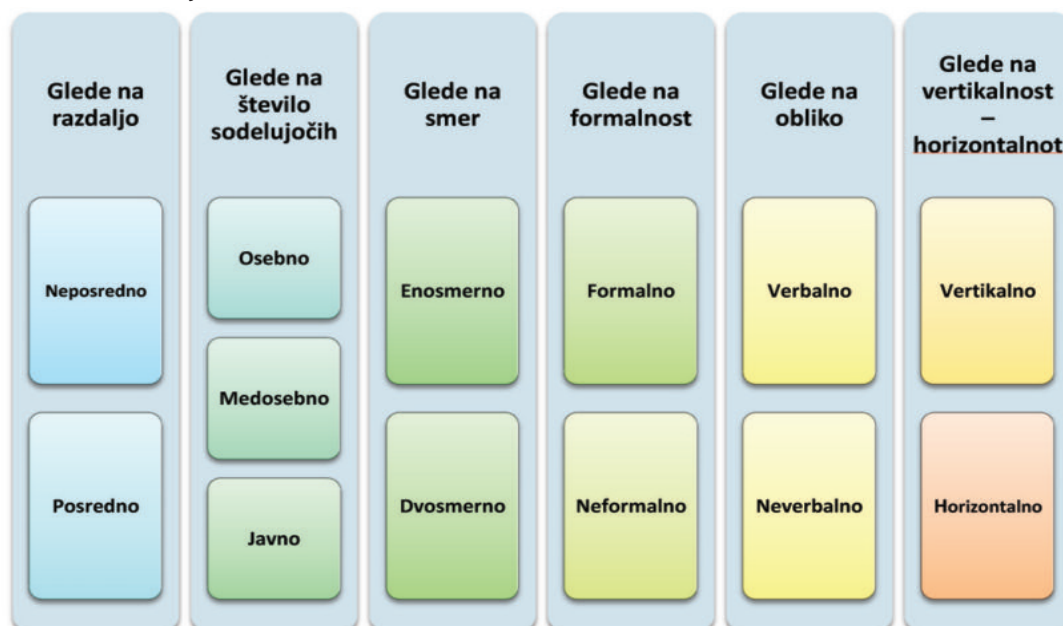 Glede na
razdaljo
Neposredno
Posredno
Glede na
število
sodelujočih
Osebno
Medosebno
Javno
Glede na
smer
Enosmerno
Dvosmerno
Glede na
formalnost
Formalno
Neformalno
Glede na
obliko
Verbalno
Neverbalno
Glede na
vertikalnost
–
horizontalnot
Vertikalno
Horizontalno